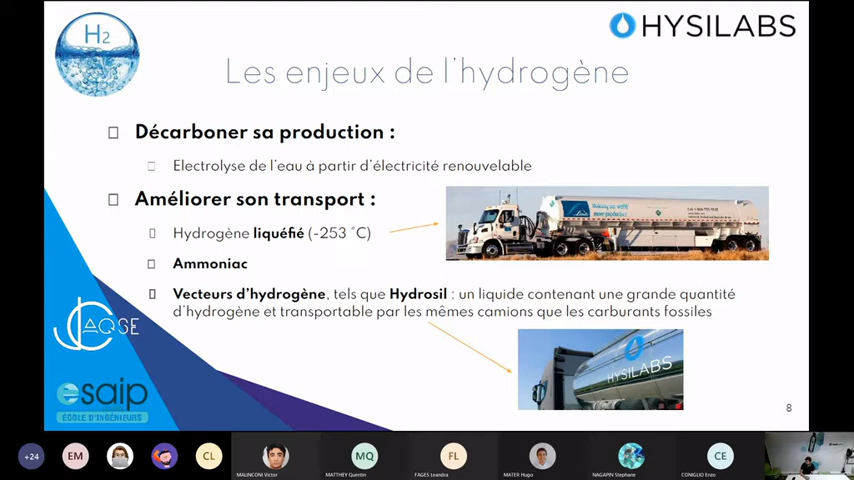 H2
HYSILABS
Les enjeux de l'hydrogène
Décarboner sa production :
Electrolyse de l'eau à partir d'électricité renouvelable
Améliorer son transport :
Hydrogène liquéfié (-253 °C)
Ammoniac
Vecteurs d'hydrogène, tels que Hydrosil : un liquide contenant une grande quantité
d'hydrogène et transportable par les mêmes camions que les carburants fossiles
HYSILABS
JC AQSE
esaip
ÉCOLE D'INGÉNIEURS
8
+24
EM
CL
MALINCONI Victor
MQ
MATTHEY Quentin
FL
FAGES Leandra
MATER Hugo
NAGAPIN Stephane
CE
CONIGLIO Enzo